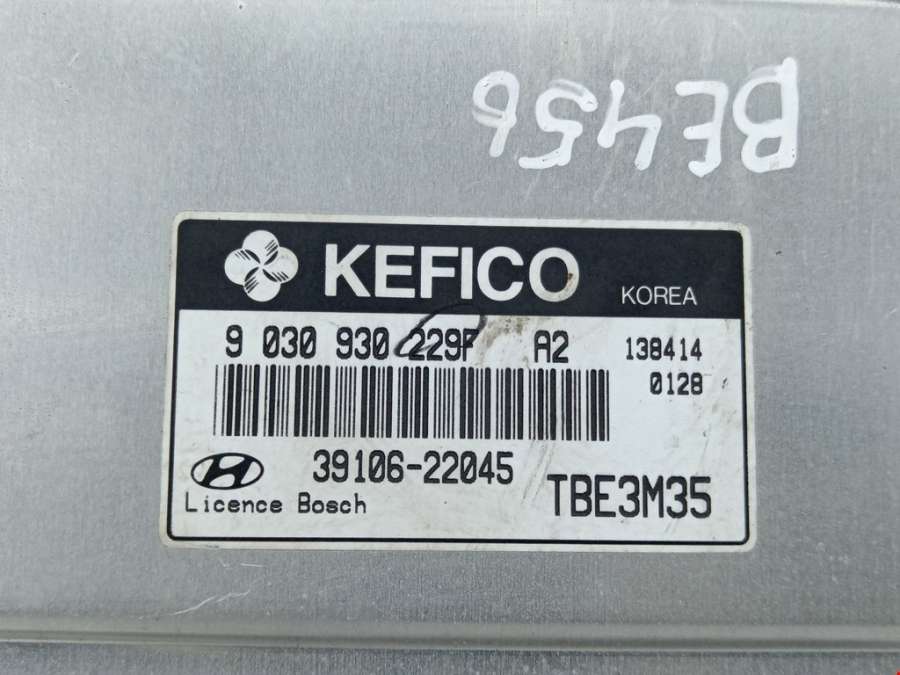 BE456
KEFICO KOREA
9 030 930 229F A2 138414
0128
39106-22045
TBE3M35
Licence Bosch